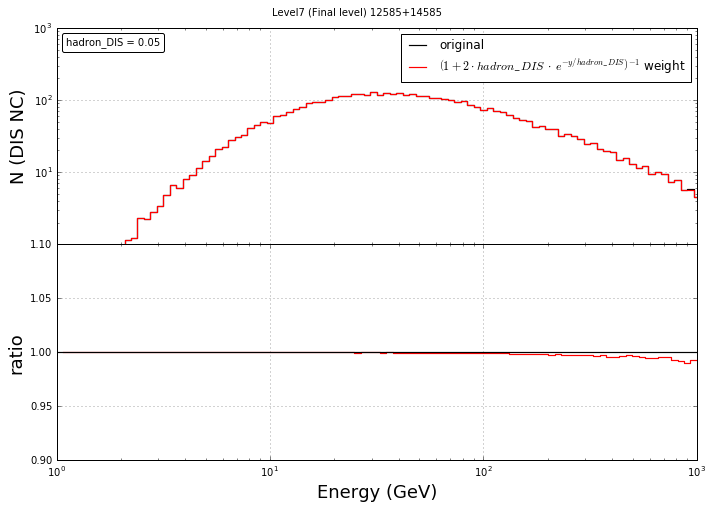 Level7 (Final level) 12585+14585
hadron_DIS = 0.05
original
(1 + 2 · hadron_DIS · e^{-y/hadron_DIS})^{-1} weight
N (DIS NC)
10^3
10^2
10^1
1.10
1.05
1.00
0.95
0.90
ratio
10^0 10^1 10^2 10^3
Energy (GeV)